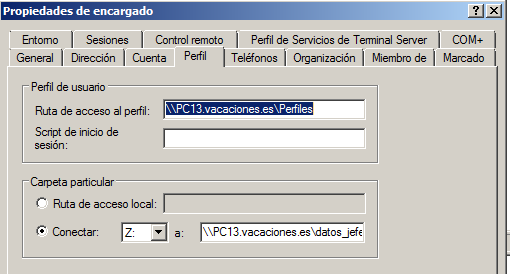 Propiedades de encargado
Entorno Sesiones Control remoto Perfil de Servicios de Terminal Server COM+
General Dirección Cuenta Perfil Teléfonos Organización Miembro de Marcado
Perfil de usuario
Ruta de acceso al perfil: \\PC13.vacaciones.es\Perfiles
Script de inicio de
sesión:
Carpeta particular
Ruta de acceso local:
Conectar: Z: a: \\PC13.vacaciones.es\datos_jefe